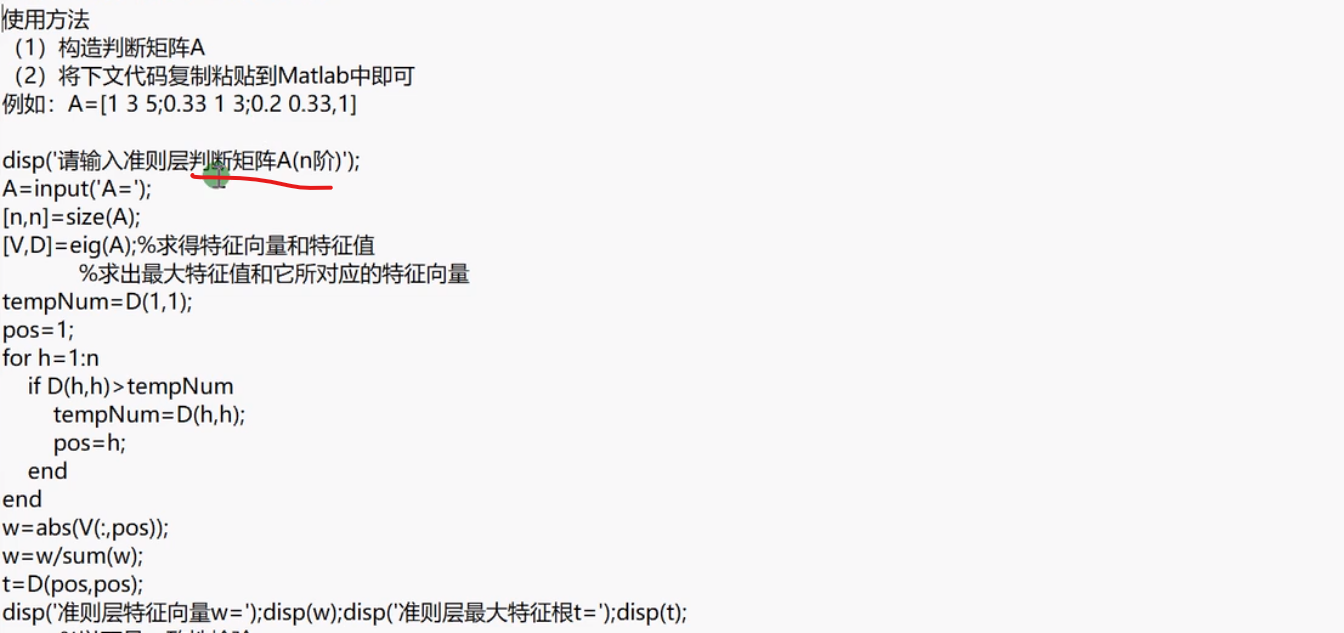 使用方法
（1）构造判断矩阵A
（2）将下文代码复制粘贴到Matlab中即可
例如：A=[1 3 5;0.33 1 3;0.2 0.33,1]
disp('请输入准则层判断矩阵A(n阶)');
A=input('A=');
[n,n]=size(A);
[V,D]=eig(A);%求得特征向量和特征值
%求出最大特征值和它所对应的特征向量
tempNum=D(1,1);
pos=1;
for h=1:n
if D(h,h)>tempNum
tempNum=D(h,h);
pos=h;
end
end
w=abs(V(:,pos));
w=w/sum(w);
t=D(pos,pos);
disp('准则层特征向量w=');disp(w);disp('准则层最大特征根t=');disp(t);